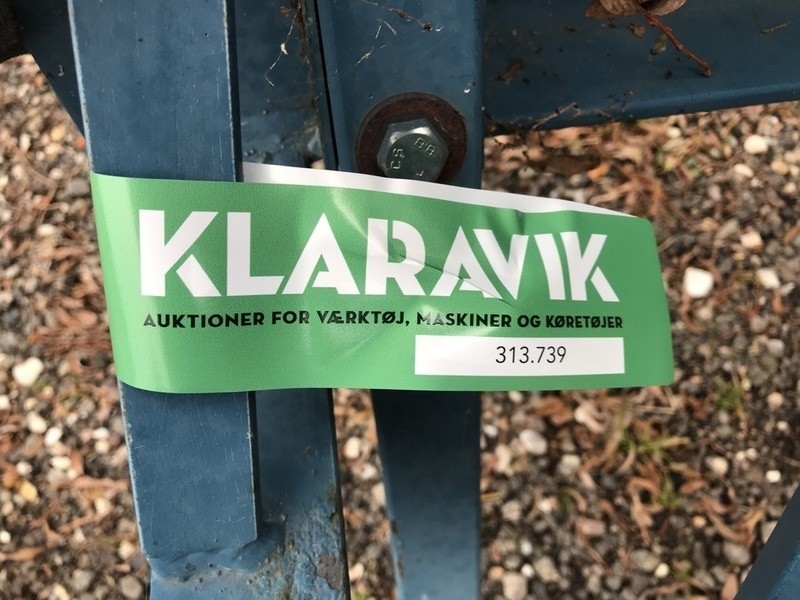 KLARAVIK
AUKTIONER FOR VÆRKTØJ, MASKINER OG KØRETØJER
313.739